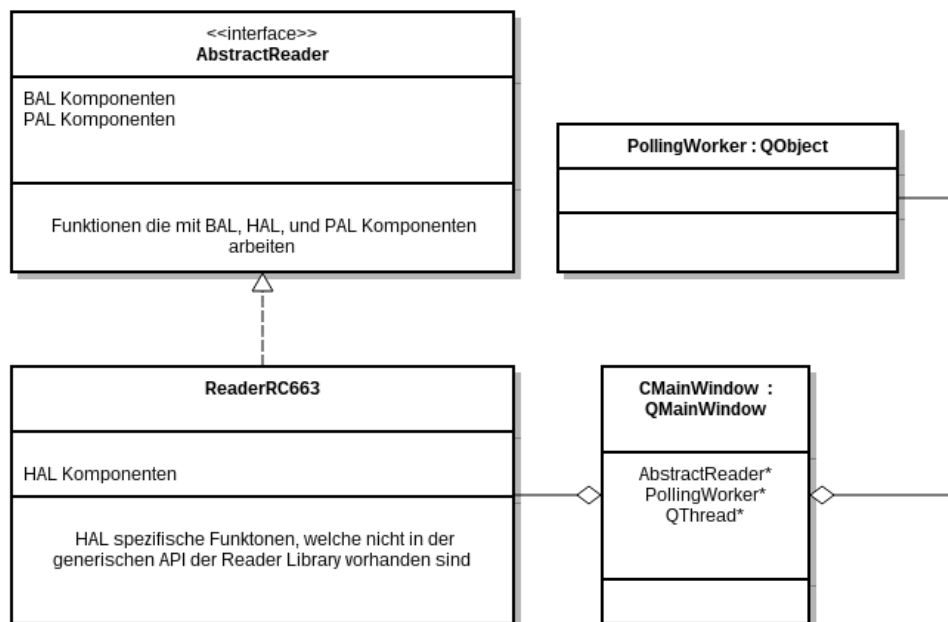 <<interface>>
AbstractReader
BAL Komponenten
PAL Komponenten
Funktionen die mit BAL, HAL, und PAL Komponenten
arbeiten
PollingWorker : QObject
ReaderRC663
HAL Komponenten
HAL spezifische Funktonen, welche nicht in der
generischen API der Reader Library vorhanden sind
CMainWindow :
QMainWindow
AbstractReader*
PollingWorker*
QThread*